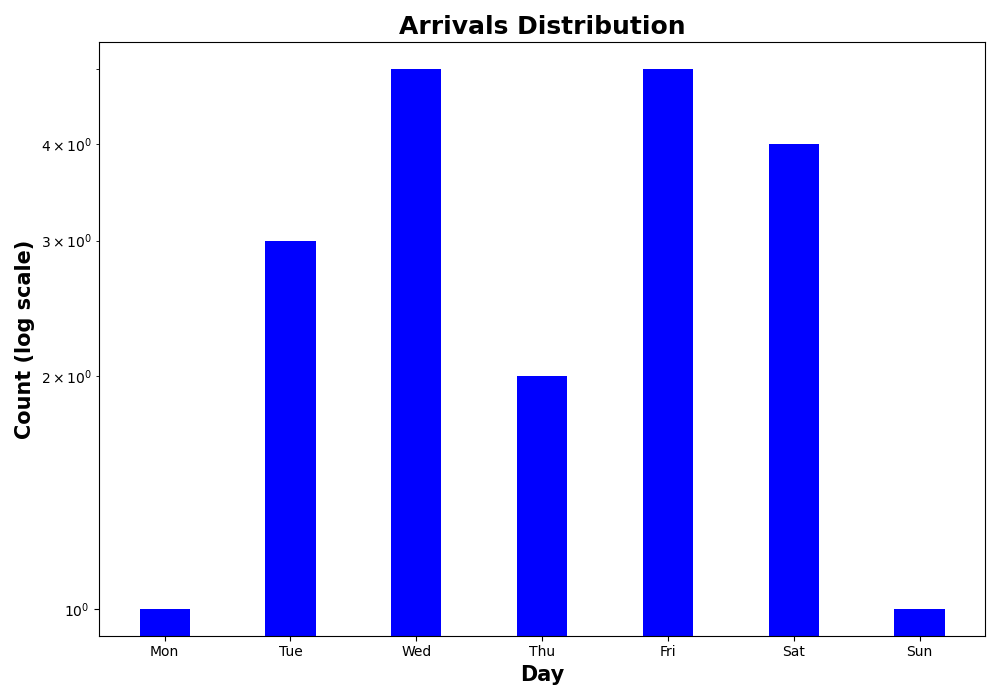 Arrivals Distribution
Count (log scale)
4 × 10⁰
3 × 10⁰
2 × 10⁰
10⁰
Mon Tue Wed Thu Fri Sat Sun
Day